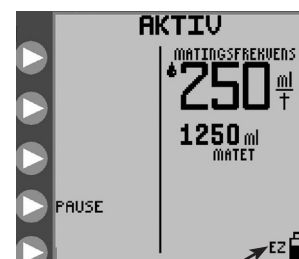 AKTIV
MATINGSFREKVENS
250 ml
t
1250 ml
MATET
PAUSE
EZ